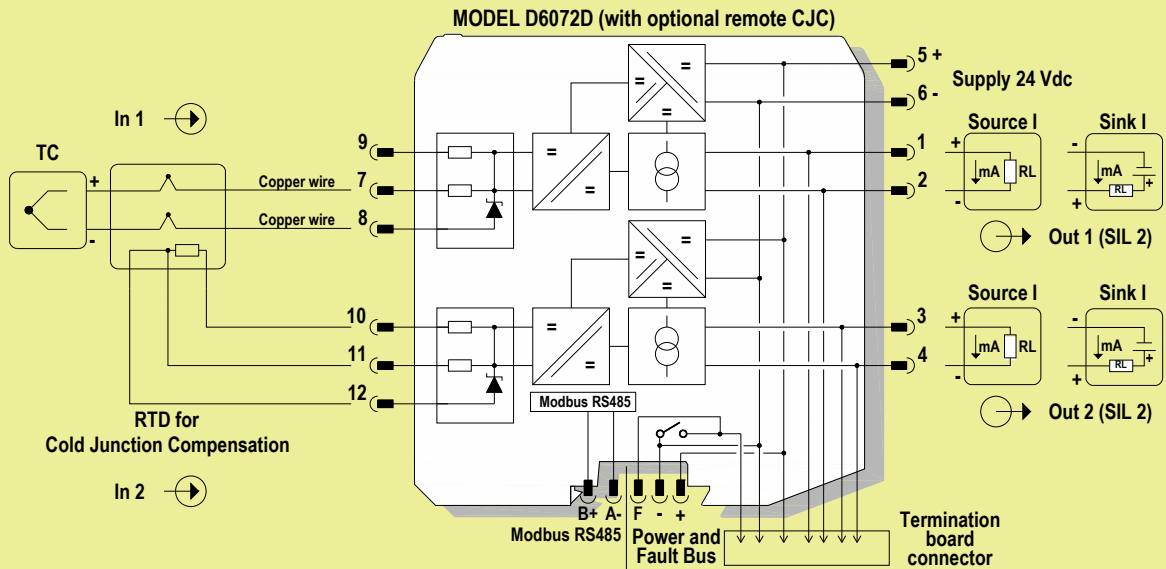 MODEL D6072D (with optional remote CJC)
5 +
Supply 24 Vdc
6 -
In 1
TC
+
-
Copper wire
Copper wire
9
7
8
=
=
=
=
=
1
2
Source I
Sink I
+
mA
RL
-
-
mA
RL
+
+
Out 1 (SIL 2)
10
11
12
=
=
=
=
=
3
4
Source I
Sink I
+
mA
RL
-
-
mA
RL
+
+
Out 2 (SIL 2)
RTD for
Cold Junction Compensation
In 2
Modbus RS485
B+
A-
F
-
+
Modbus RS485
Power and
Fault Bus
Termination
board
connector